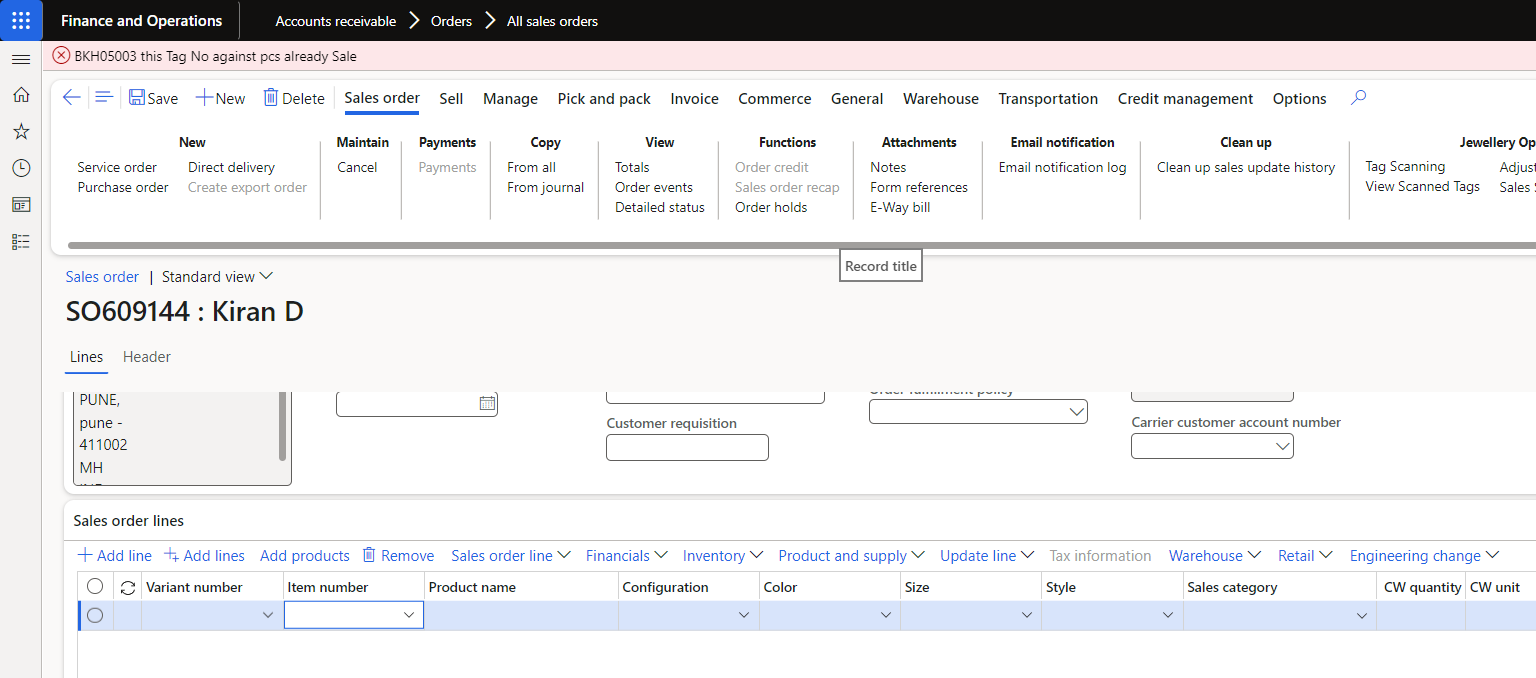 Finance and Operations
Accounts receivable
Orders
All sales orders
BKH05003 this Tag No against pcs already Sale
Save
New
Delete
Sales order
Sell
Manage
Pick and pack
Invoice
Commerce
General
Warehouse
Transportation
Credit management
Options
New
Service order
Direct delivery
Purchase order
Create export order
Maintain
Cancel
Payments
Payments
Copy
From all
From journal
View
Totals
Order events
Detailed status
Functions
Order credit
Sales order recap
Order holds
Attachments
Notes
Form references
E-Way bill
Email notification
Email notification log
Clean up
Clean up sales update history
Jewellery Op
Tag Scanning
Adjust
View Scanned Tags
Sales
Record title
Sales order | Standard view
SO609144 : Kiran D
Lines
Header
PUNE,
pune -
411002
MH
Customer requisition
Order fulfillment policy
Carrier customer account number
Sales order lines
Add line
Add lines
Add products
Remove
Sales order line
Financials
Inventory
Product and supply
Update line
Tax information
Warehouse
Retail
Engineering change
Variant number
Item number
Product name
Configuration
Color
Size
Style
Sales category
CW quantity
CW unit